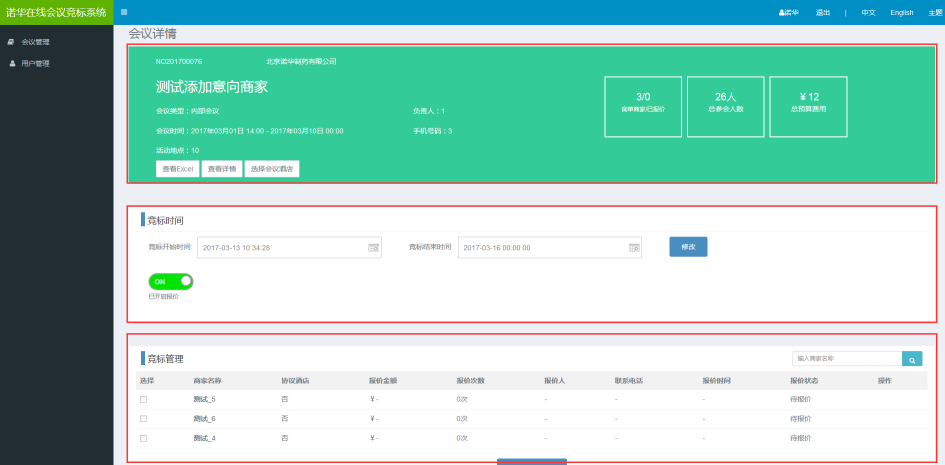 诺华在线会议竞标系统
诺华 退出 | 中文 English 主题
会议管理
用户管理
会议详情
NO201700076 北京诺华制药有限公司
测试添加意向商家
会议类型：内部会议 负责人：1
会议时间：2017年03月01日 14:00 - 2017年03月10日 00:00 手机号码：3
活动地点：10
查看Excel 查看详情 选择会议酒店
3/0
询单商家/已报价
26人
总参会人数
¥ 12
总预算费用
竞标时间
竞标开始时间: 2017-03-13 10:34:28 竞标结束时间: 2017-03-16 00:00:00 修改
ON
已开启报价
竞标管理
输入商家名称
选择 商家名称 协议酒店 报价金额 报价次数 报价人 联系电话 报价时间 报价状态 操作
测试_5 否 ¥ - 0次 - - - 待报价
测试_6 否 ¥ - 0次 - - - 待报价
测试_4 否 ¥ - 0次 - - - 待报价